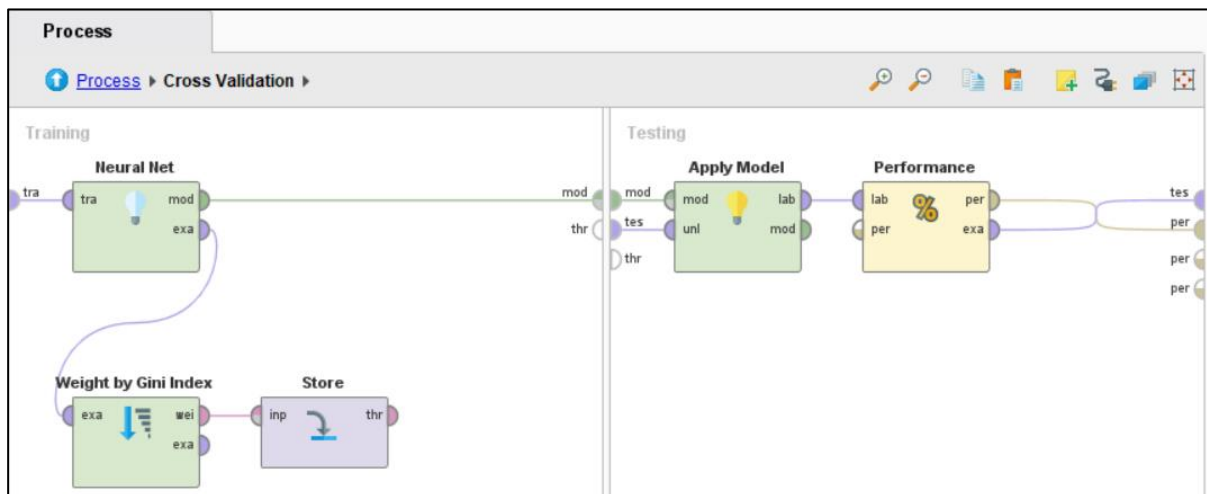 Process
Process ▸ Cross Validation ▸
Training
Testing
Neural Net
Apply Model
Performance
tra
tra
mod
mod
mod
mod
lab
lab
per
tes
exa
thr
tes
unl
mod
per
exa
per
thr
per
per
Weight by Gini Index
Store
exa
wei
inp
thr
exa